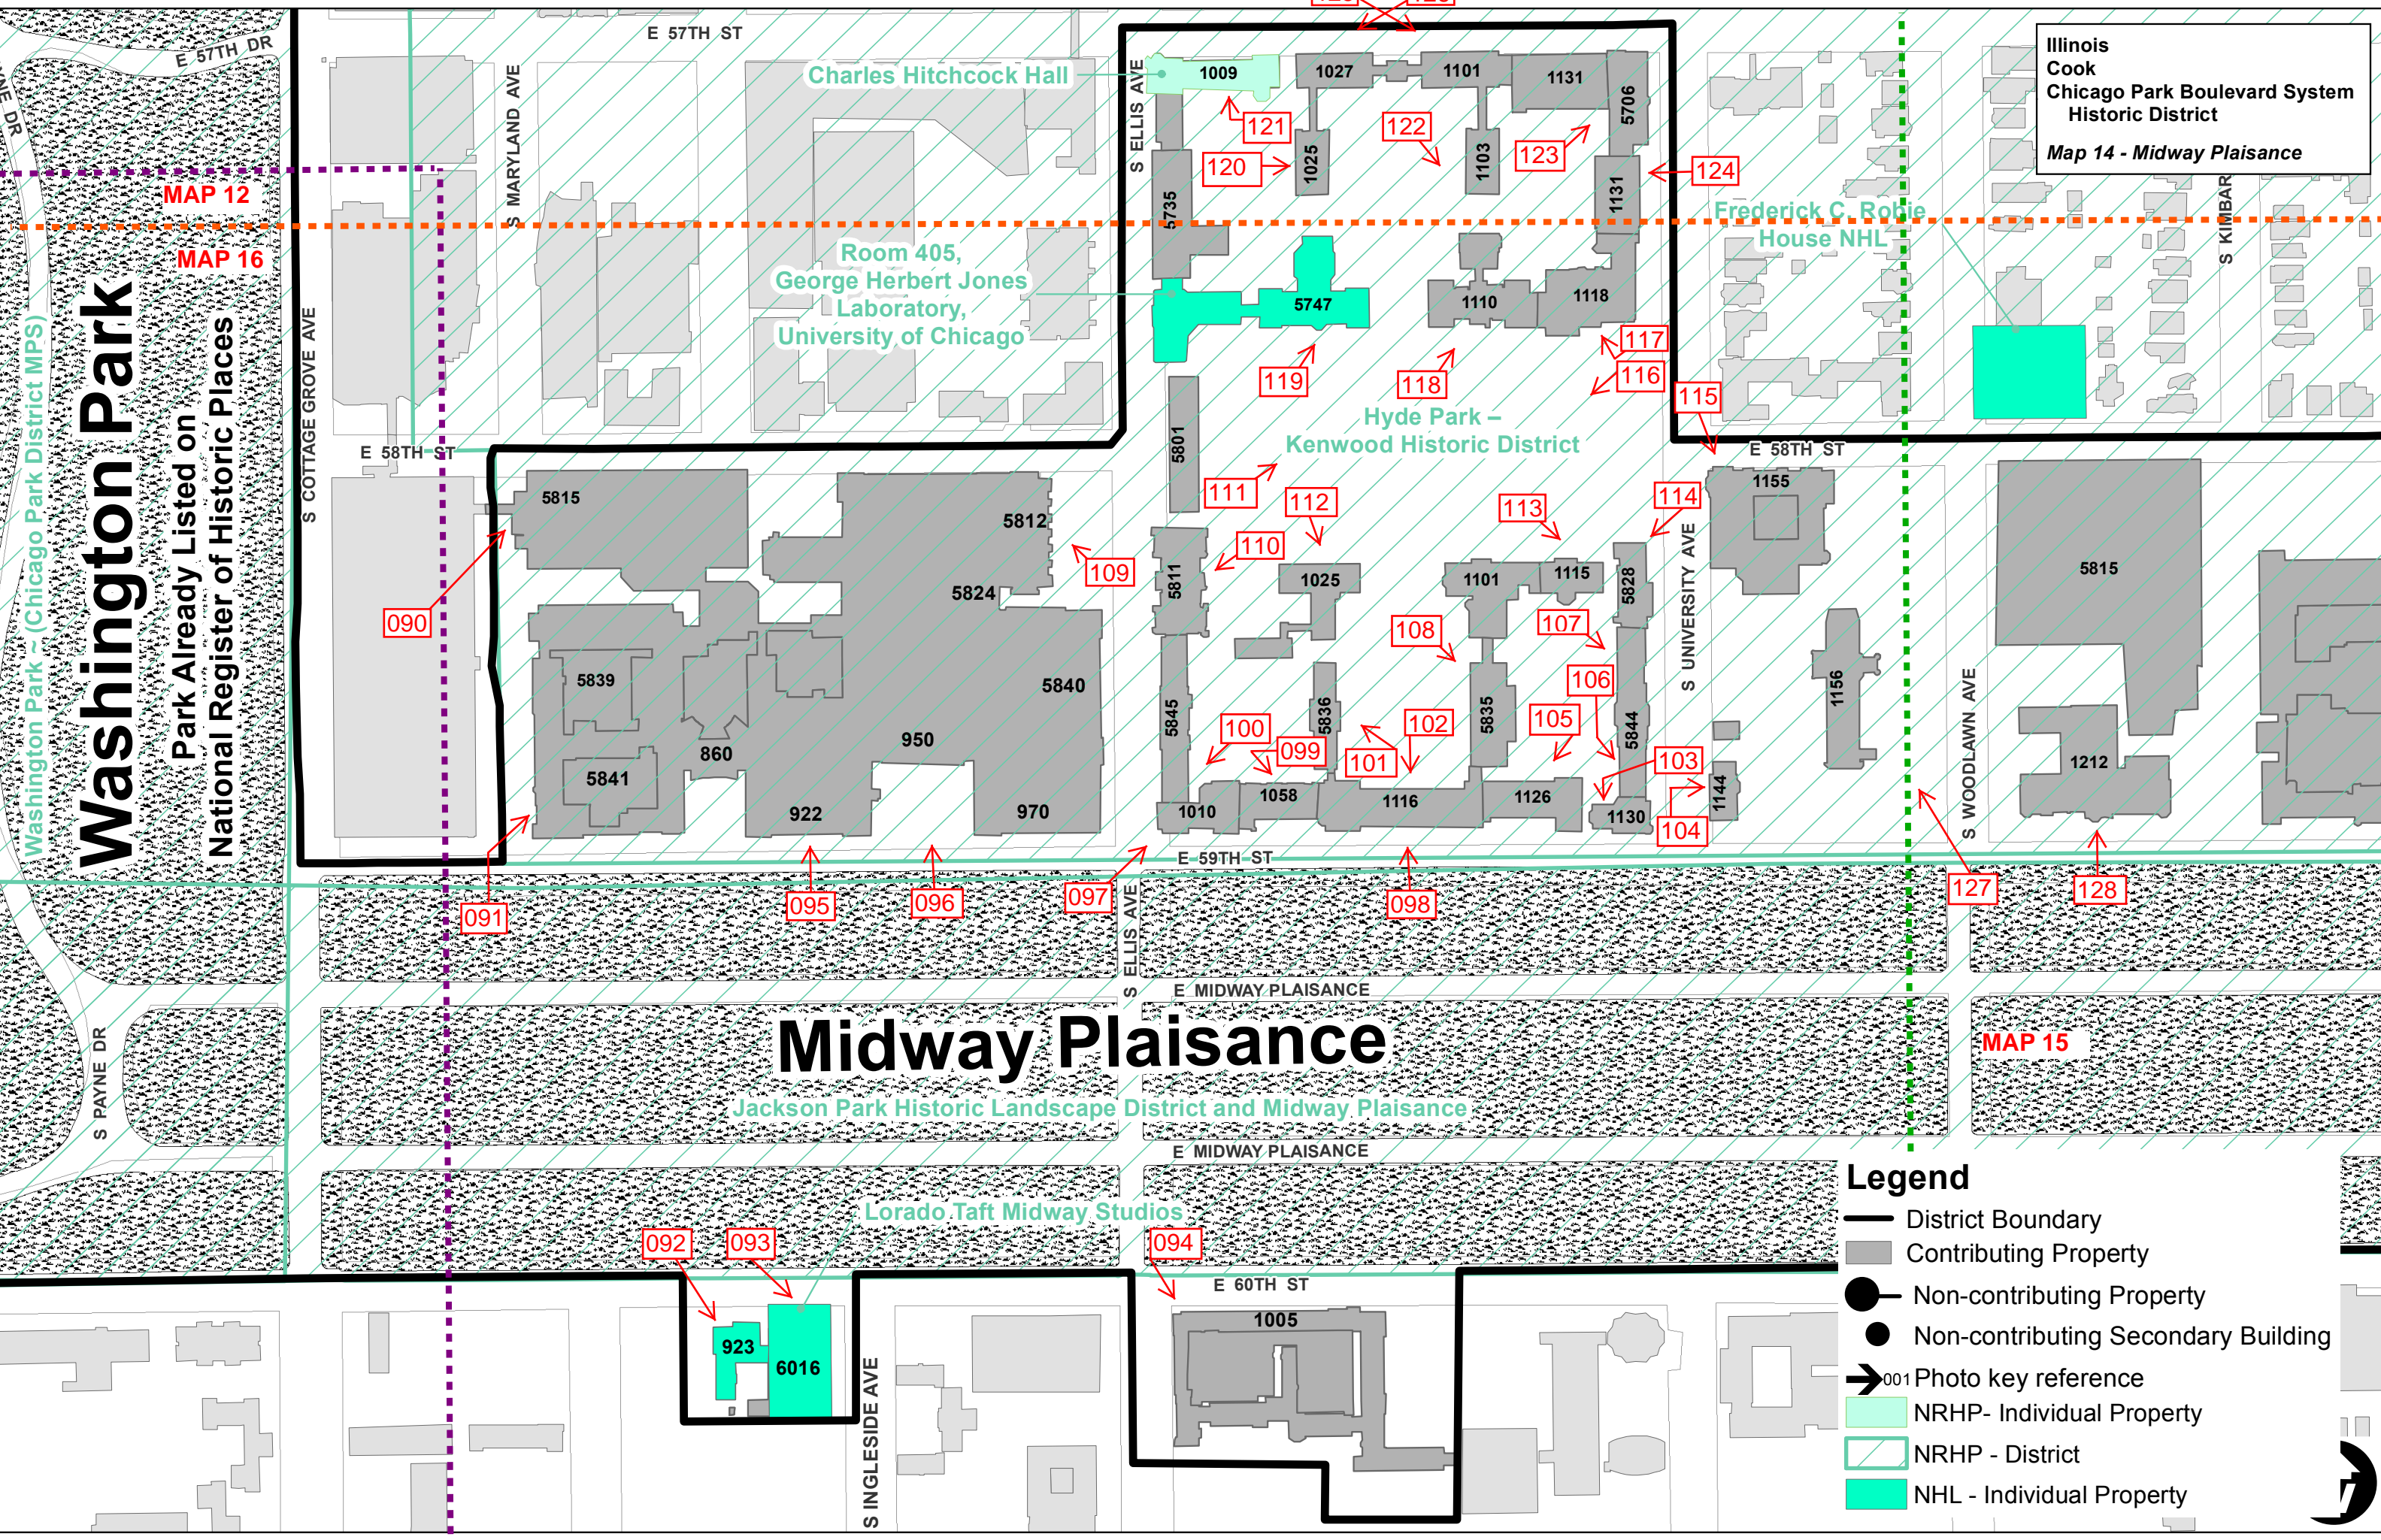 E 57TH DR
E 57TH ST
Illinois
Cook
Chicago Park Boulevard System
Historic District
Map 14 - Midway Plaisance
S MARYLAND AVE
S ELLIS AVE
Charles Hitchcock Hall
1009
1027
1101
1131
5706
121
122
123
120
1025
1103
124
1131
MAP 12
MAP 16
5735
Frederick C. Robie
House NHL
S KIMBAR
Room 405,
George Herbert Jones
Laboratory,
University of Chicago
5747
1110
1118
117
116
119
118
115
Washington Park ~ (Chicago Park District MPS)
Washington Park
Park Already Listed on
National Register of Historic Places
S COTTAGE GROVE AVE
Hyde Park –
Kenwood Historic District
E 58TH ST
E 58TH ST
5801
111
112
113
114
1155
5815
5812
5824
109
110
5811
1025
1101
1115
5828
S UNIVERSITY AVE
5815
090
108
107
106
5839
5840
5845
5836
5835
5844
1156
S WOODLAWN AVE
860
950
5841
922
970
100
099
101
102
105
103
104
1010
1058
1116
1126
1130
1144
1212
E 59TH ST
091
095
096
097
098
127
128
S ELLIS AVE
E MIDWAY PLAISANCE
Midway Plaisance
MAP 15
S PAYNE DR
Jackson Park Historic Landscape District and Midway Plaisance
E MIDWAY PLAISANCE
Lorado Taft Midway Studios
092
093
094
E 60TH ST
923
6016
1005
S INGLESIDE AVE
Legend
District Boundary
Contributing Property
Non-contributing Property
Non-contributing Secondary Building
001 Photo key reference
NRHP- Individual Property
NRHP - District
NHL - Individual Property